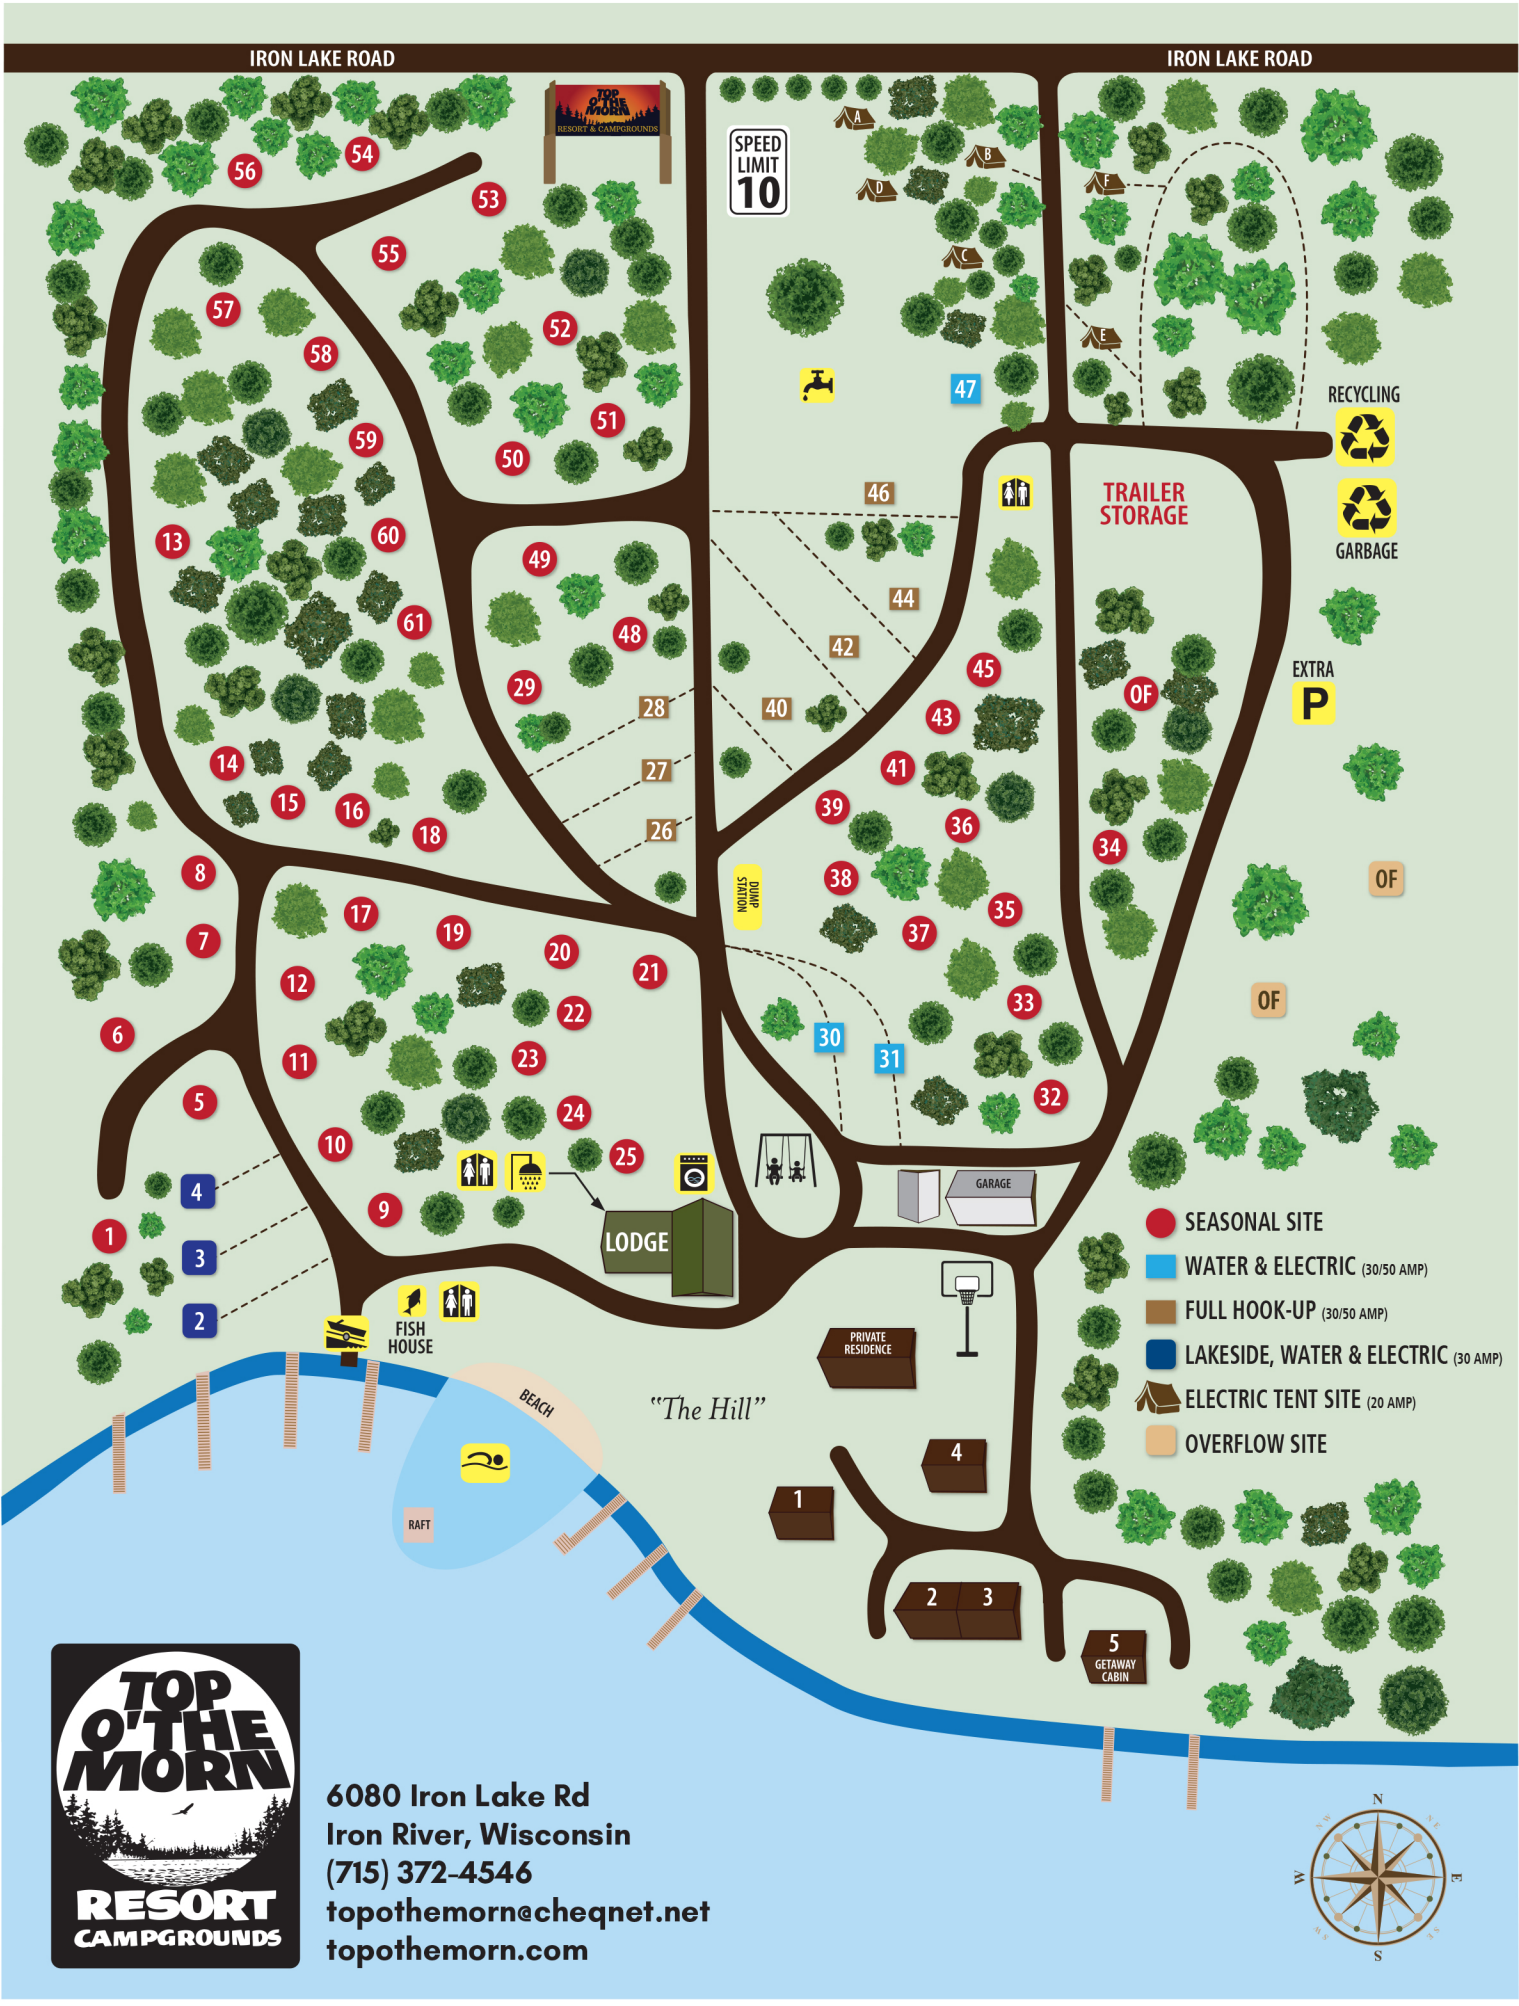 IRON LAKE ROAD
IRON LAKE ROAD
TOP
O'THE
MORN
RESORT & CAMPGROUNDS
SPEED
LIMIT
10
A
B
D
F
C
E
56
54
53
55
57
52
58
47
51
59
50
RECYCLING
GARBAGE
46
TRAILER
STORAGE
13
60
49
44
61
48
42
45
29
28
40
43
OF
EXTRA
P
14
27
41
15
16
18
26
39
36
34
8
38
DUMP
STATION
OF
17
35
7
19
37
20
12
21
33
OF
22
6
30
11
23
31
5
32
24
10
25
4
GARAGE
9
1
LODGE
3
2
FISH
HOUSE
PRIVATE
RESIDENCE
BEACH
"The Hill"
RAFT
4
1
2
3
5
GETAWAY
CABIN
SEASONAL SITE
WATER & ELECTRIC (30/50 AMP)
FULL HOOK-UP (30/50 AMP)
LAKESIDE, WATER & ELECTRIC (30 AMP)
ELECTRIC TENT SITE (20 AMP)
OVERFLOW SITE
TOP
O'THE
MORN
RESORT
CAMPGROUNDS
6080 Iron Lake Rd
Iron River, Wisconsin
(715) 372-4546
topothemorn@cheqnet.net
topothemorn.com
N
NW
NE
W
E
SW
SE
S